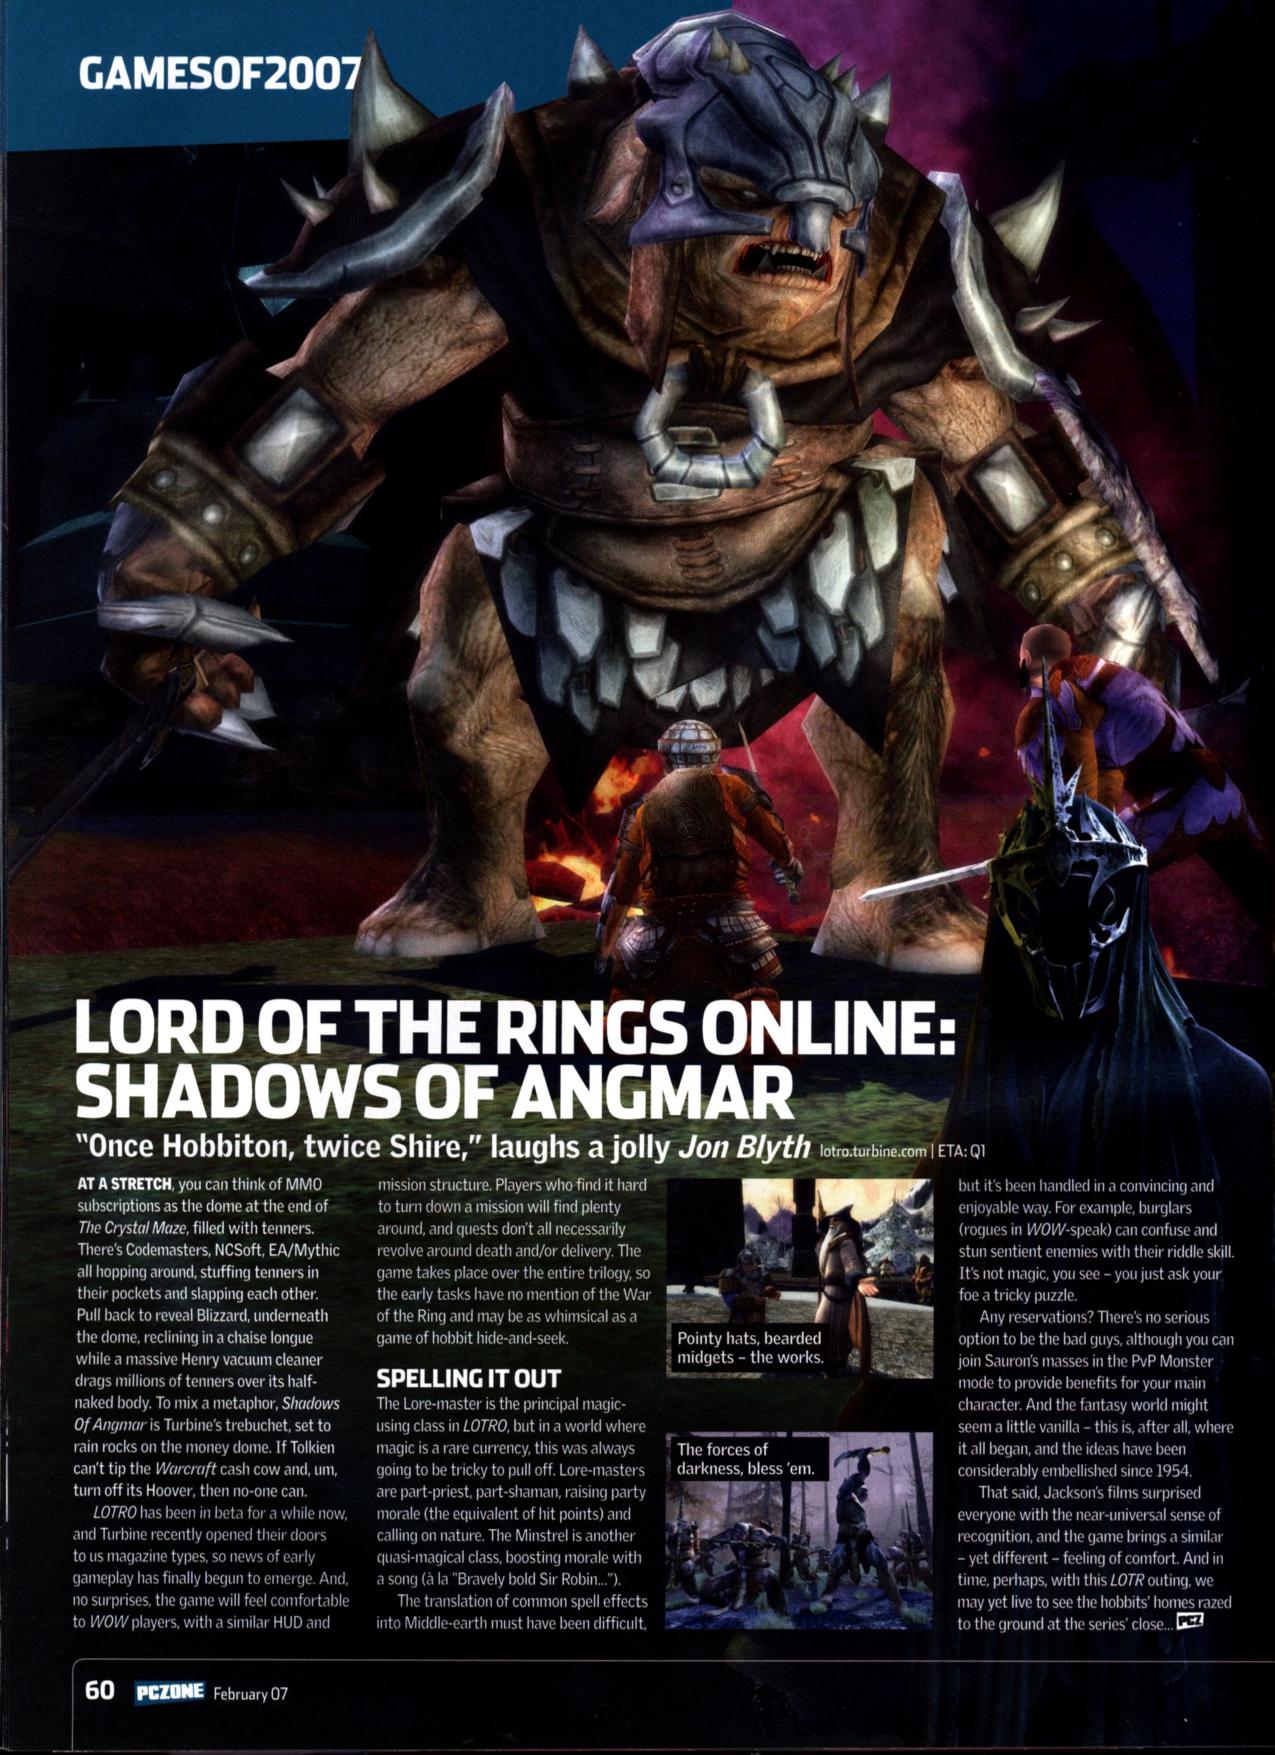 GAMESOF2007
LORD OF THE RINGS ONLINE:
SHADOWS OF ANGMAR
"Once Hobbiton, twice Shire," laughs a jolly Jon Blyth lotro.turbine.com | ETA: Q1
AT A STRETCH, you can think of MMO
subscriptions as the dome at the end of
The Crystal Maze, filled with tenners.
There's Codemasters, NCSoft, EA/Mythic
all hopping around, stuffing tenners in
their pockets and slapping each other.
Pull back to reveal Blizzard, underneath
the dome, reclining in a chaise longue
while a massive Henry vacuum cleaner
drags millions of tenners over its half-
naked body. To mix a metaphor, Shadows
Of Angmar is Turbine's trebuchet, set to
rain rocks on the money dome. If Tolkien
can't tip the Warcraft cash cow and, um,
turn off its Hoover, then no-one can.
LOTRO has been in beta for a while now,
and Turbine recently opened their doors
to us magazine types, so news of early
gameplay has finally begun to emerge. And,
no surprises, the game will feel comfortable
to WOW players, with a similar HUD and
mission structure. Players who find it hard
to turn down a mission will find plenty
around, and quests don't all necessarily
revolve around death and/or delivery. The
game takes place over the entire trilogy, so
the early tasks have no mention of the War
of the Ring and may be as whimsical as a
game of hobbit hide-and-seek.
SPELLING IT OUT
The Lore-master is the principal magic-
using class in LOTRO, but in a world where
magic is a rare currency, this was always
going to be tricky to pull off. Lore-masters
are part-priest, part-shaman, raising party
morale (the equivalent of hit points) and
calling on nature. The Minstrel is another
quasi-magical class, boosting morale with
a song (à la "Bravely bold Sir Robin...").
The translation of common spell effects
into Middle-earth must have been difficult,
Pointy hats, bearded
midgets – the works.
The forces of
darkness, bless 'em.
but it's been handled in a convincing and
enjoyable way. For example, burglars
(rogues in WOW-speak) can confuse and
stun sentient enemies with their riddle skill.
It's not magic, you see – you just ask your
foe a tricky puzzle.
Any reservations? There's no serious
option to be the bad guys, although you can
join Sauron's masses in the PvP Monster
mode to provide benefits for your main
character. And the fantasy world might
seem a little vanilla – this is, after all, where
it all began, and the ideas have been
considerably embellished since 1954.
That said, Jackson's films surprised
everyone with the near-universal sense of
recognition, and the game brings a similar
– yet different – feeling of comfort. And in
time, perhaps, with this LOTR outing, we
may yet live to see the hobbits' homes razed
to the ground at the series' close... PCZ
60 PCZONE February 07